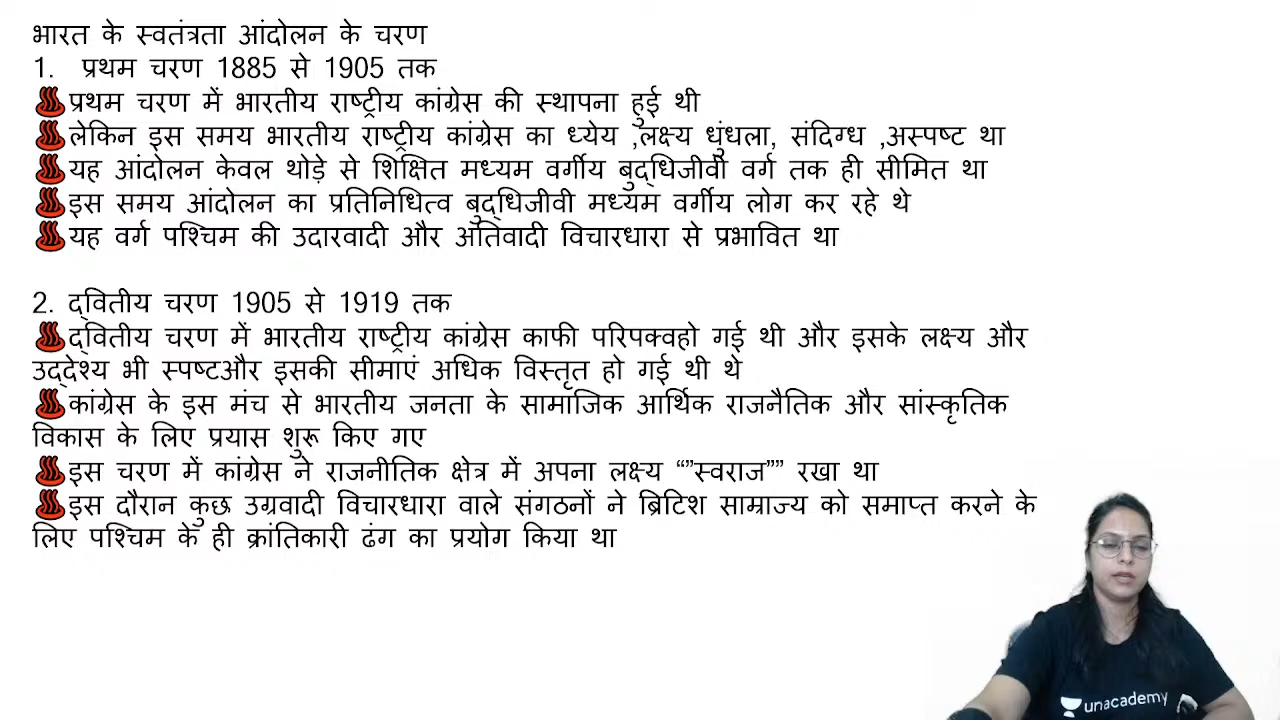 भारत के स्वतंत्रता आंदोलन के चरण
1. प्रथम चरण 1885 से 1905 तक
प्रथम चरण में भारतीय राष्ट्रीय कांग्रेस की स्थापना हुई थी
लेकिन इस समय भारतीय राष्ट्रीय कांग्रेस का ध्येय ,लक्ष्य धुंधला, संदिग्ध ,अस्पष्ट था
यह आंदोलन केवल थोड़े से शिक्षित मध्यम वर्गीय बुद्धिजीवी वर्ग तक ही सीमित था
इस समय आंदोलन का प्रतिनिधित्व बुद्धिजीवी मध्यम वर्गीय लोग कर रहे थे
यह वर्ग पश्चिम की उदारवादी और अतिवादी विचारधारा से प्रभावित था
2. द्वितीय चरण 1905 से 1919 तक
द्वितीय चरण में भारतीय राष्ट्रीय कांग्रेस काफी परिपक्वहो गई थी और इसके लक्ष्य और
उद्देश्य भी स्पष्टऔर इसकी सीमाएं अधिक विस्तृत हो गई थी थे
कांग्रेस के इस मंच से भारतीय जनता के सामाजिक आर्थिक राजनैतिक और सांस्कृतिक
विकास के लिए प्रयास शुरू किए गए
इस चरण में कांग्रेस ने राजनीतिक क्षेत्र में अपना लक्ष्य “”स्वराज”” रखा था
इस दौरान कुछ उग्रवादी विचारधारा वाले संगठनों ने ब्रिटिश साम्राज्य को समाप्त करने के
लिए पश्चिम के ही क्रांतिकारी ढंग का प्रयोग किया था
unacademy